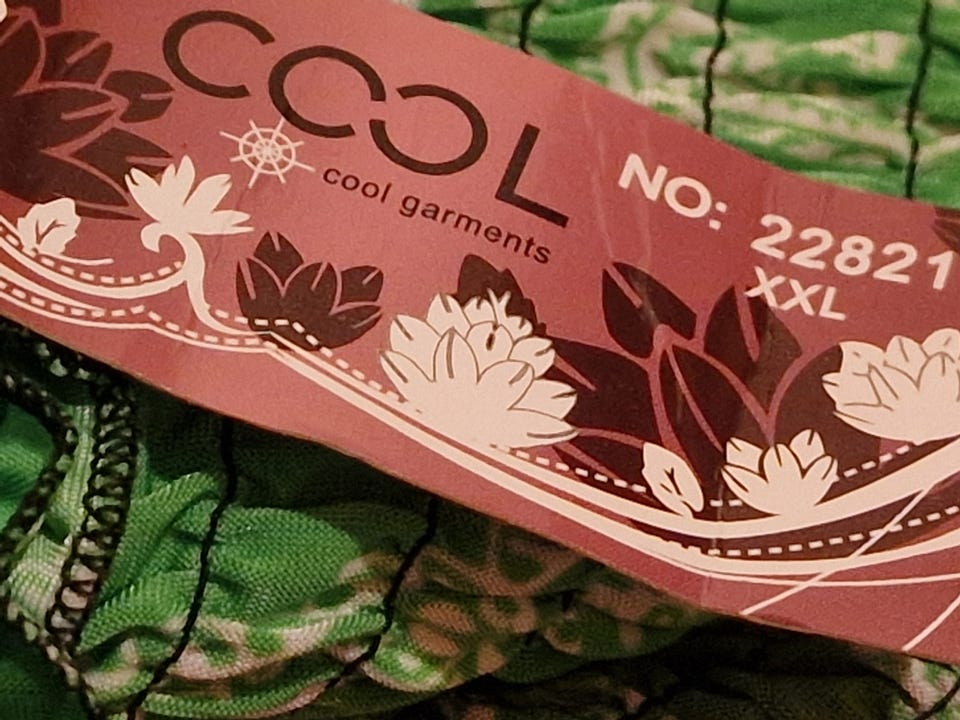 COOL
cool garments
NO: 22821
XXL